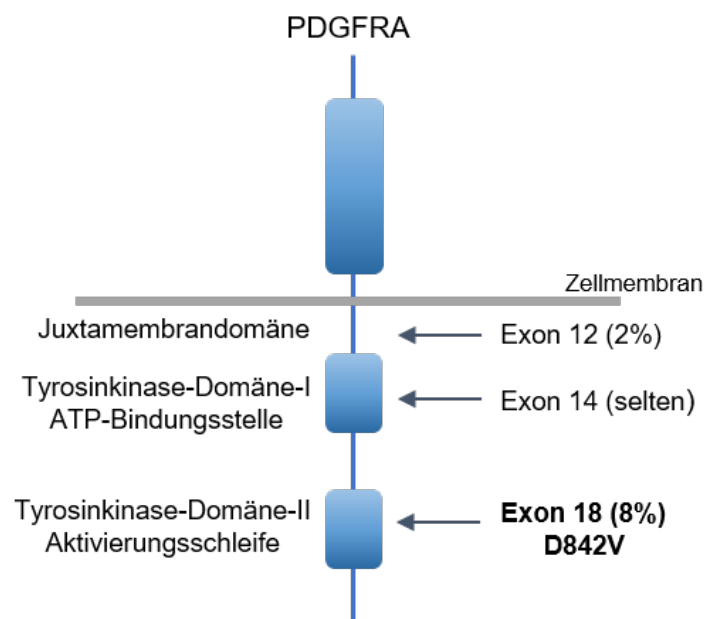 PDGFRA
Zellmembran
Juxtamembrandomäne
Exon 12 (2%)
Tyrosinkinase-Domäne-I
ATP-Bindungsstelle
Exon 14 (selten)
Tyrosinkinase-Domäne-II
Aktivierungsschleife
Exon 18 (8%)
D842V